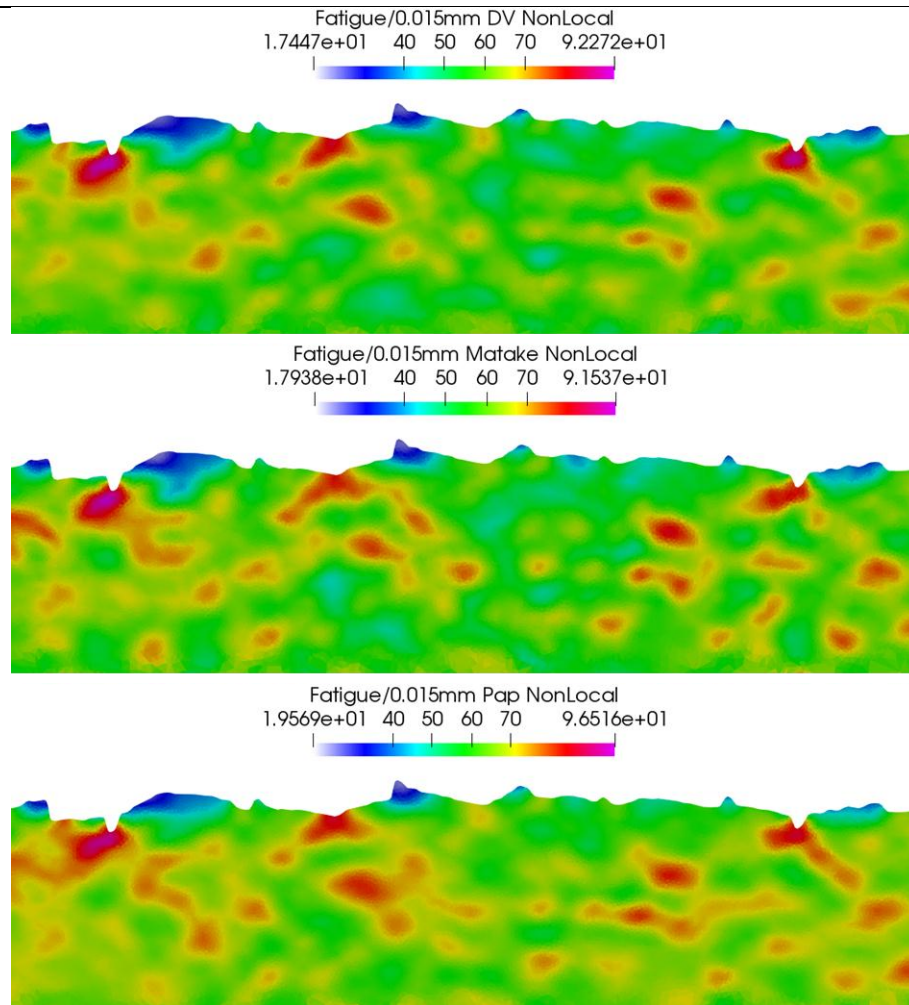 Fatigue/0.015mm DV NonLocal
1.7447e+01 40 50 60 70 9.2272e+01
Fatigue/0.015mm Matake NonLocal
1.7938e+01 40 50 60 70 9.1537e+01
Fatigue/0.015mm Pap NonLocal
1.9569e+01 40 50 60 70 9.6516e+01